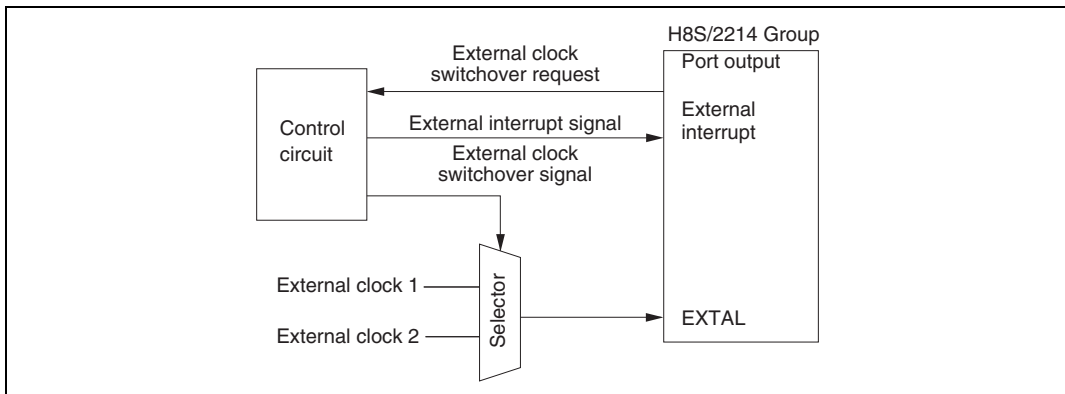 H8S/2214 Group
External clock
switchover request
Port output
Control
circuit
External interrupt signal
External
interrupt
External clock
switchover signal
External clock 1
External clock 2
Selector
EXTAL